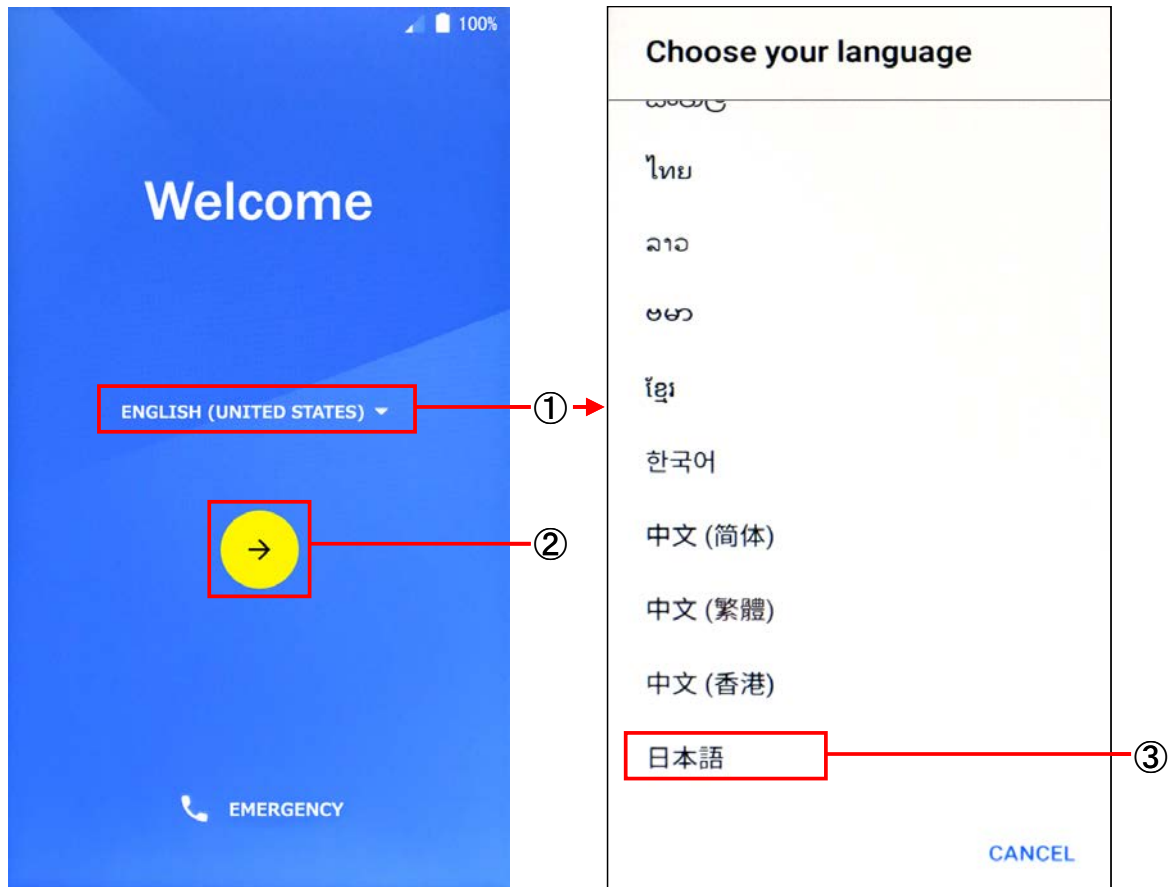 100%
Welcome
ENGLISH (UNITED STATES)
①
②
EMERGENCY
Choose your language
ไทย
ລາວ
ဗမာ
ខ្មែរ
한국어
中文 (简体)
中文 (繁體)
中文 (香港)
日本語
③
CANCEL